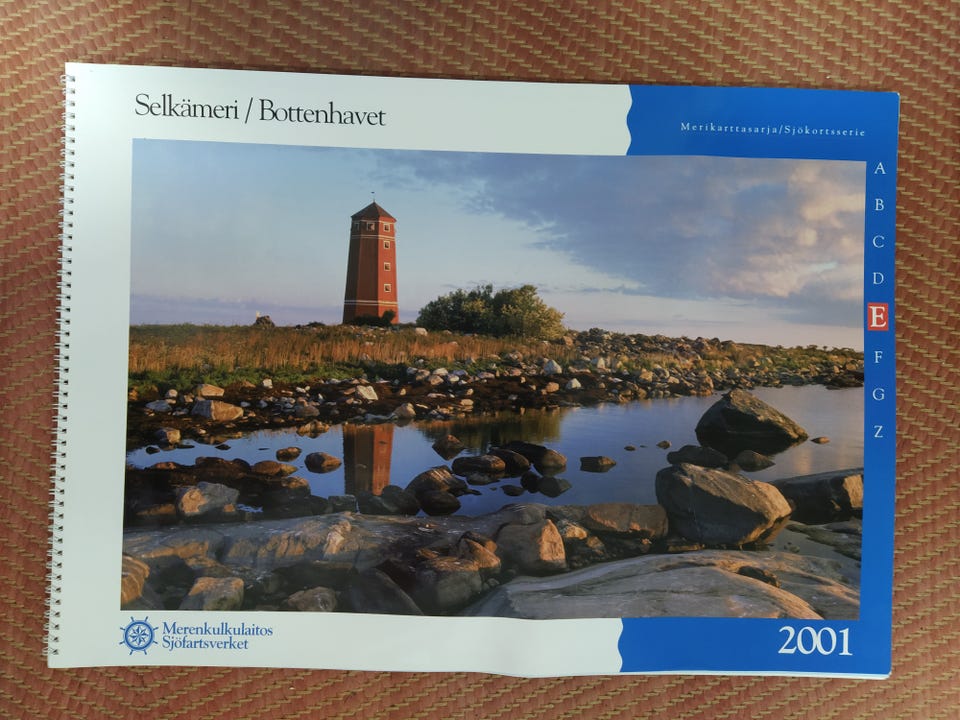 Selkämeri / Bottenhavet
Merikarttasarja/Sjökortsserie
A
B
C
D
E
F
G
Z
Merenkulkulaitos
Sjöfartsverket
2001